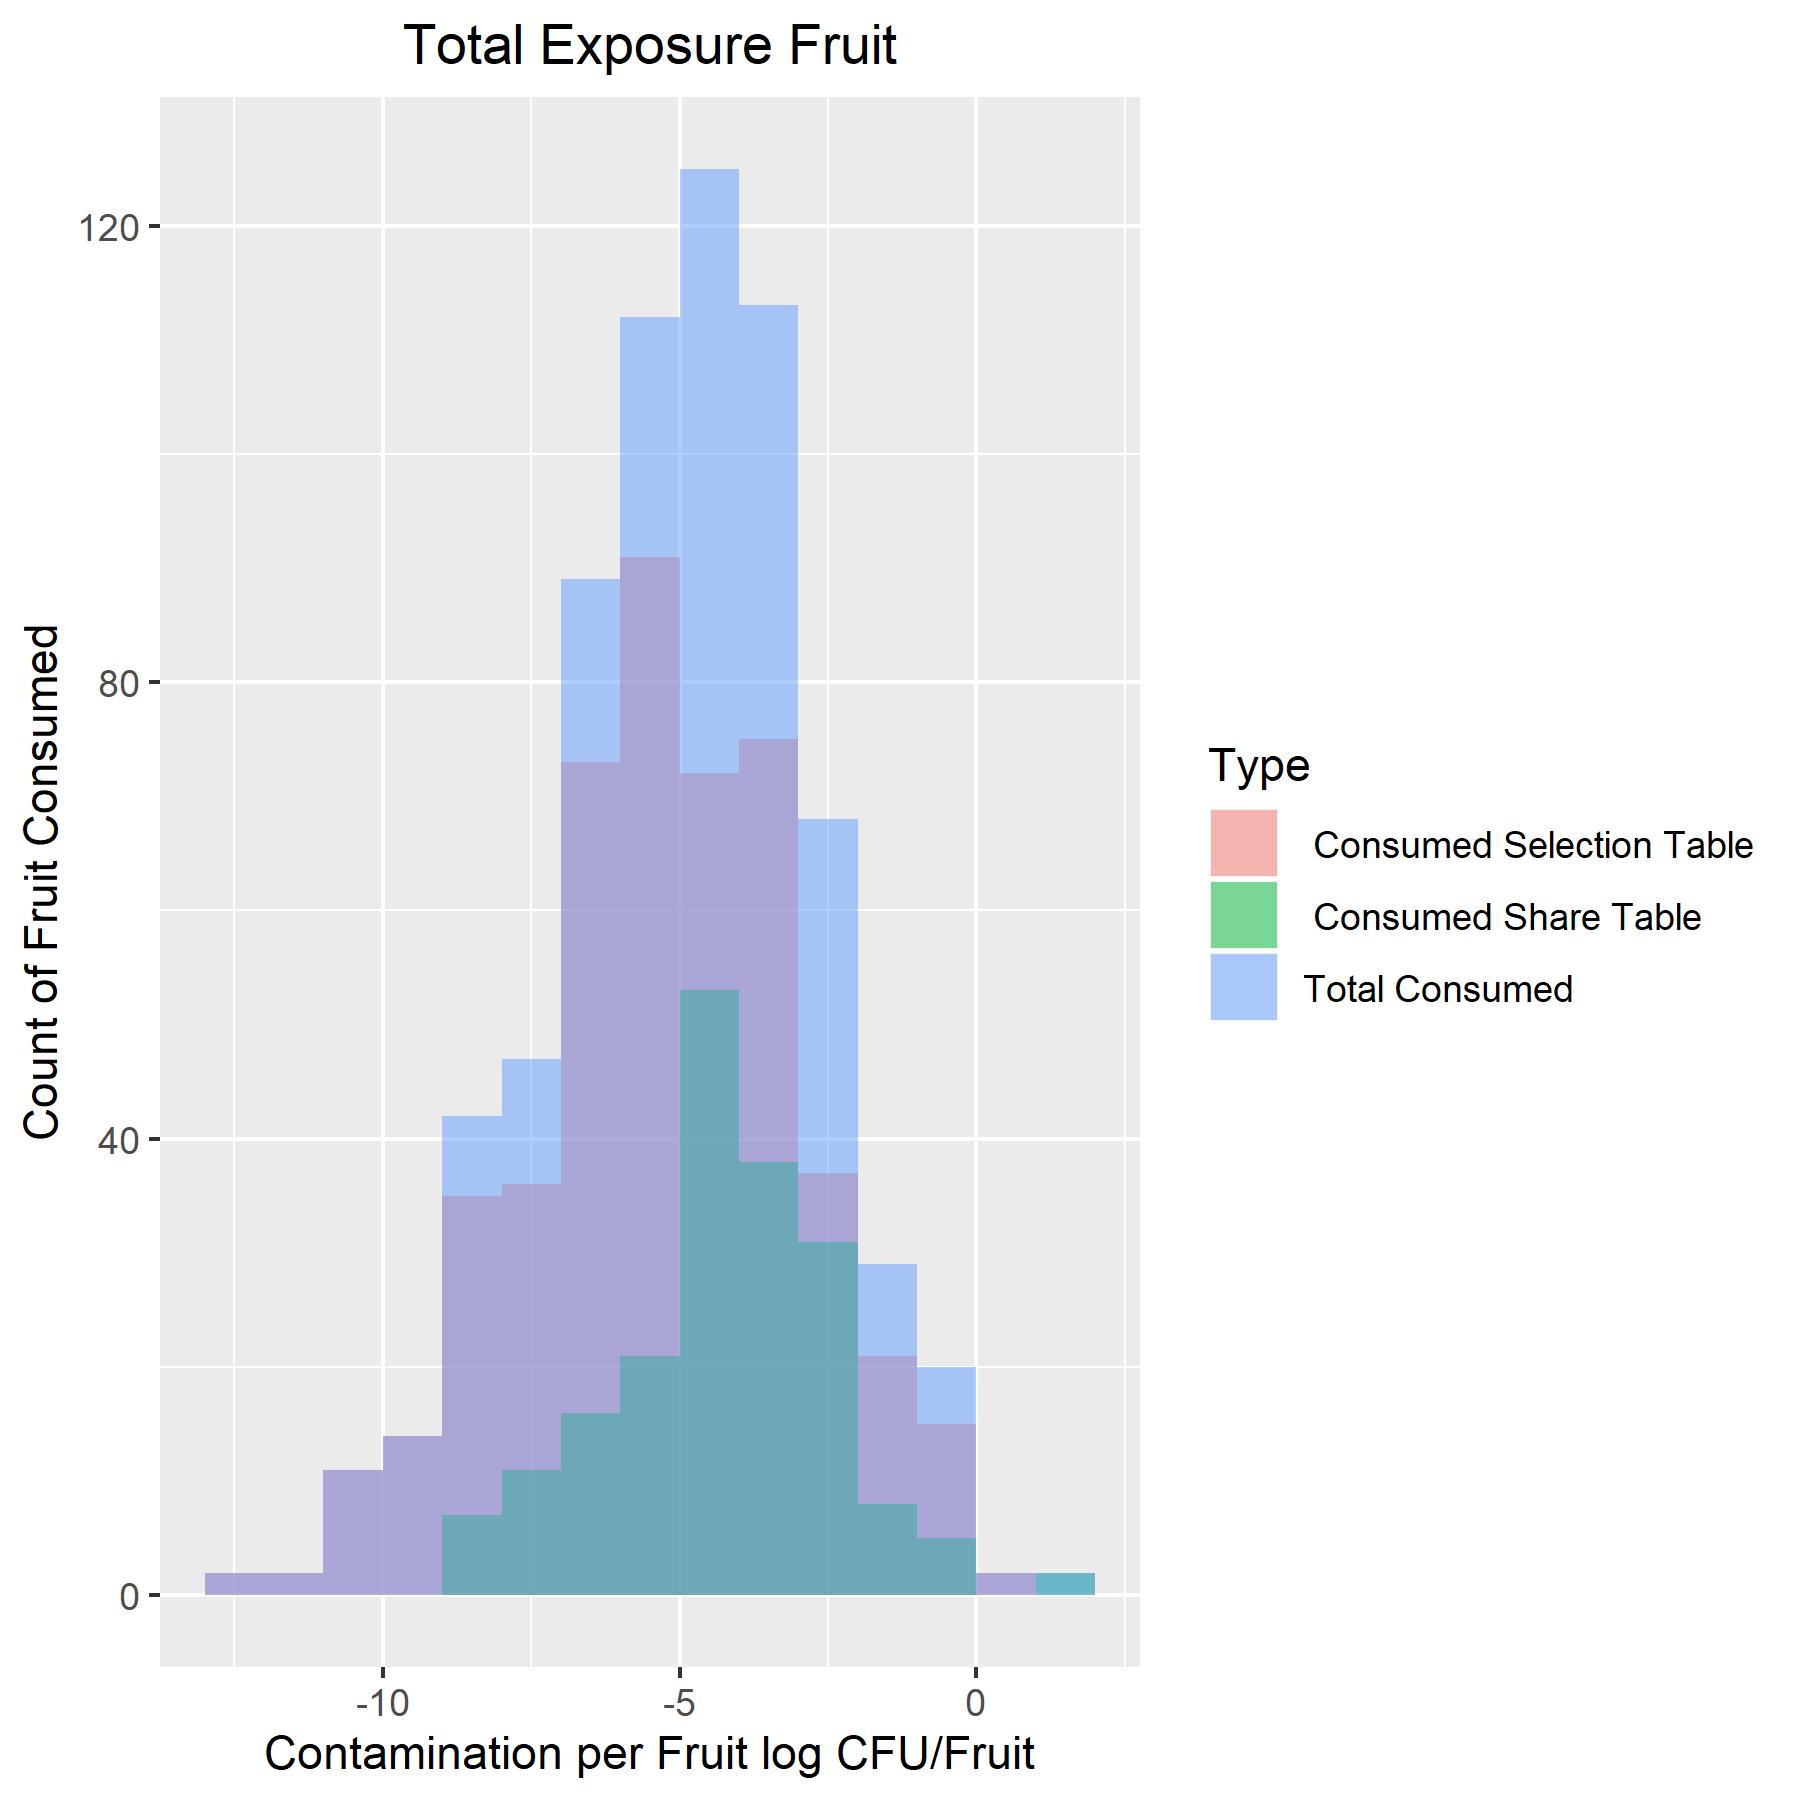 Total Exposure Fruit
120
80
40
0
Count of Fruit Consumed
-10
-5
0
Contamination per Fruit log CFU/Fruit
Type
Consumed Selection Table
Consumed Share Table
Total Consumed